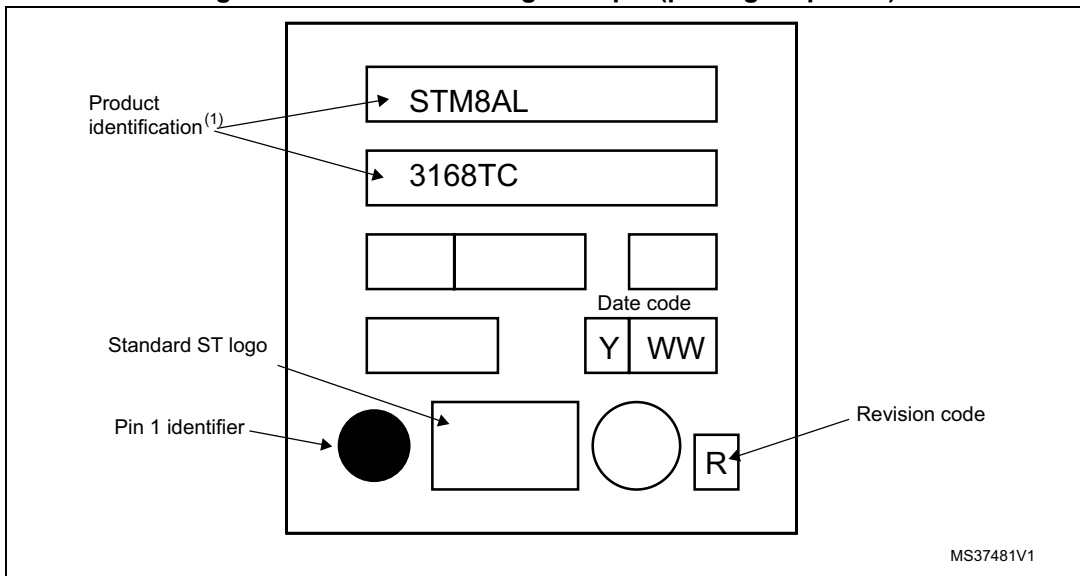 Product
identification(1)
STM8AL
3168TC
Date code
Y WW
Standard ST logo
Pin 1 identifier
Revision code
R
MS37481V1